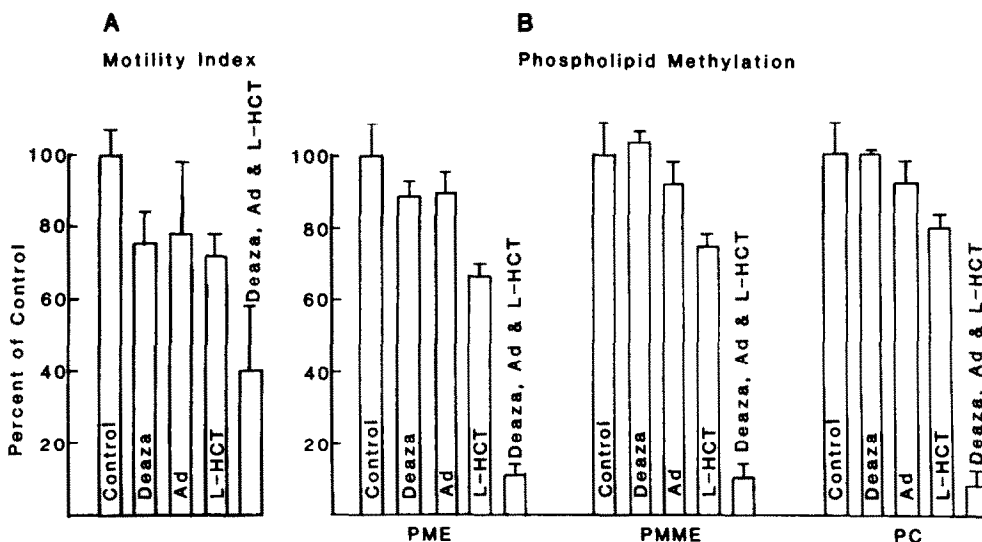 A
Motility Index
B
Phospholipid Methylation
Percent of Control
100
80
60
40
20
Control
Deaza
Ad
L-HCT
Deaza, Ad & L-HCT
100
80
60
40
20
Control
Deaza
Ad
L-HCT
Deaza, Ad & L-HCT
PME
Control
Deaza
Ad
L-HCT
Deaza, Ad & L-HCT
PMME
Control
Deaza
Ad
L-HCT
Deaza, Ad & L-HCT
PC